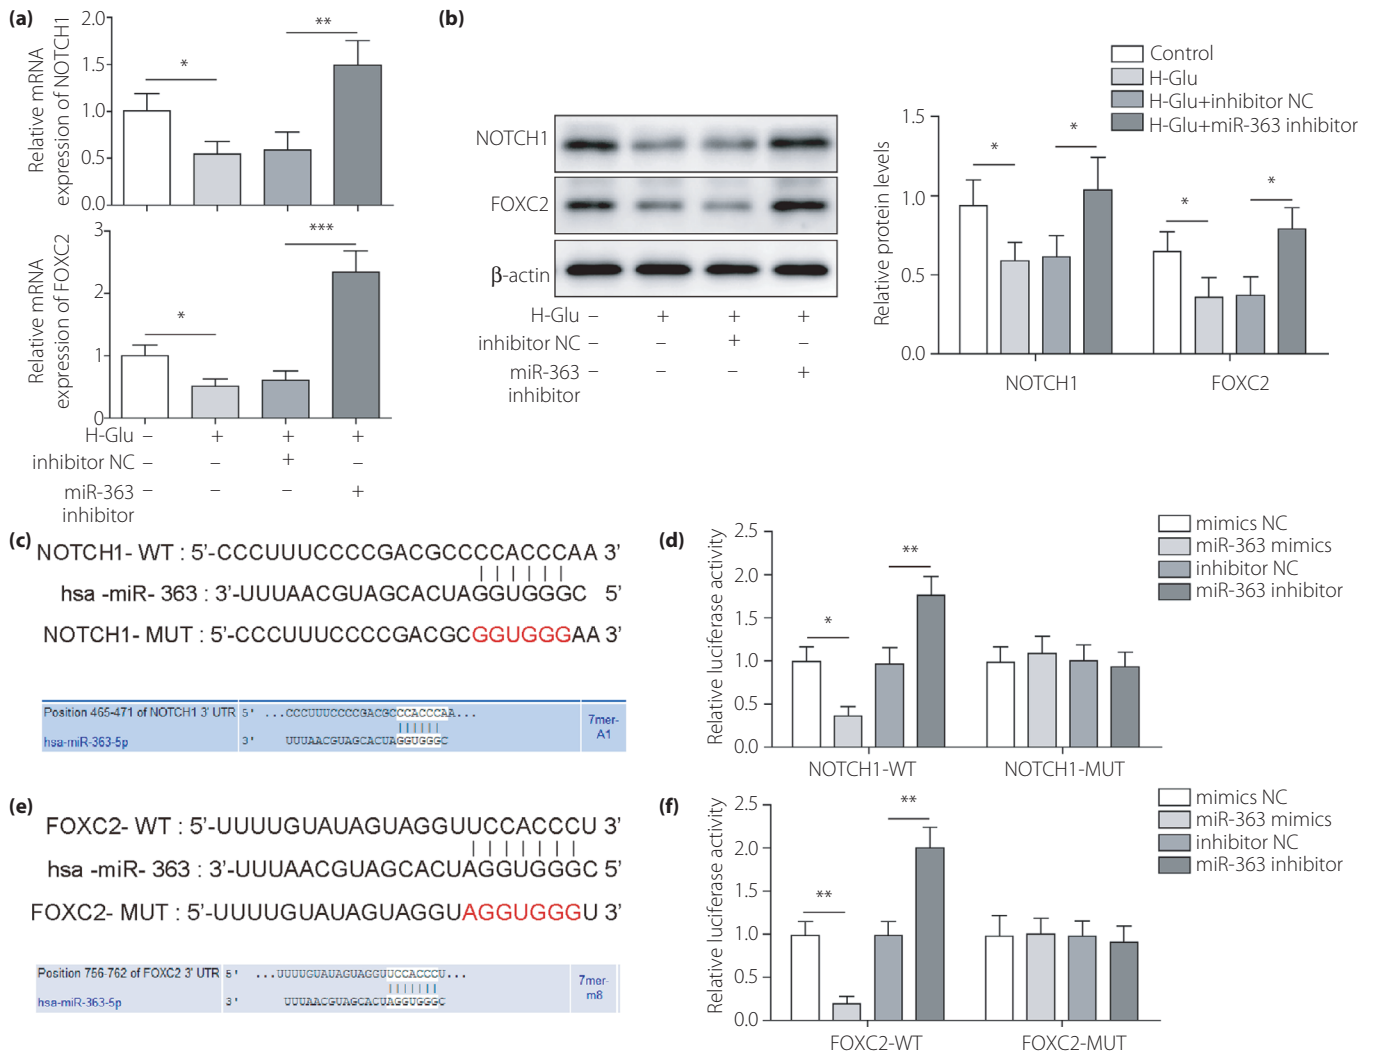 (a)
Relative mRNA
expression of NOTCH1
2.0
1.5
1.0
0.5
0.0
*
**
Relative mRNA
expression of FOXC2
3
2
1
0
*
***
H-Glu – + + +
inhibitor NC – – + –
miR-363 – – – +
inhibitor
(b)
NOTCH1
FOXC2
β-actin
H-Glu – + + +
inhibitor NC – – + –
miR-363 – – – +
inhibitor
Control
H-Glu
H-Glu+inhibitor NC
H-Glu+miR-363 inhibitor
Relative protein levels
1.5
1.0
0.5
0.0
*
*
*
*
NOTCH1 FOXC2
(c)
NOTCH1- WT : 5’-CCCUUUCCCCGACGCCCCACCCAA 3’
hsa -miR- 363 : 3’-UUUAACGUAGCACUAGGUGGGC 5’
NOTCH1- MUT : 5’-CCCUUUCCCCGACGCGGUGGGAA 3’
Position 465-471 of NOTCH1 3' UTR 5' ...CCCUUUCCCCGACGCCCCACCCAA...
hsa-miR-363-5p 3' UUUAACGUAGCACUAGGUGGGC
7mer-
A1
(d)
Relative luciferase activity
2.5
2.0
1.5
1.0
0.5
0.0
*
**
NOTCH1-WT NOTCH1-MUT
mimics NC
miR-363 mimics
inhibitor NC
miR-363 inhibitor
(e)
FOXC2- WT : 5’-UUUUGUAUAGUAGGUUCCACCCU 3’
hsa -miR- 363 : 3’-UUUAACGUAGCACUAGGUGGGC 5’
FOXC2- MUT : 5’-UUUUGUAUAGUAGGUAGGUGGGU 3’
Position 756-762 of FOXC2 3' UTR 5' ...UUUUGUAUAGUAGGUUCCACCCU...
hsa-miR-363-5p 3' UUUAACGUAGCACUAGGUGGGC
7mer-
m8
(f)
Relative luciferase activity
2.5
2.0
1.5
1.0
0.5
0.0
**
**
FOXC2-WT FOXC2-MUT
mimics NC
miR-363 mimics
inhibitor NC
miR-363 inhibitor